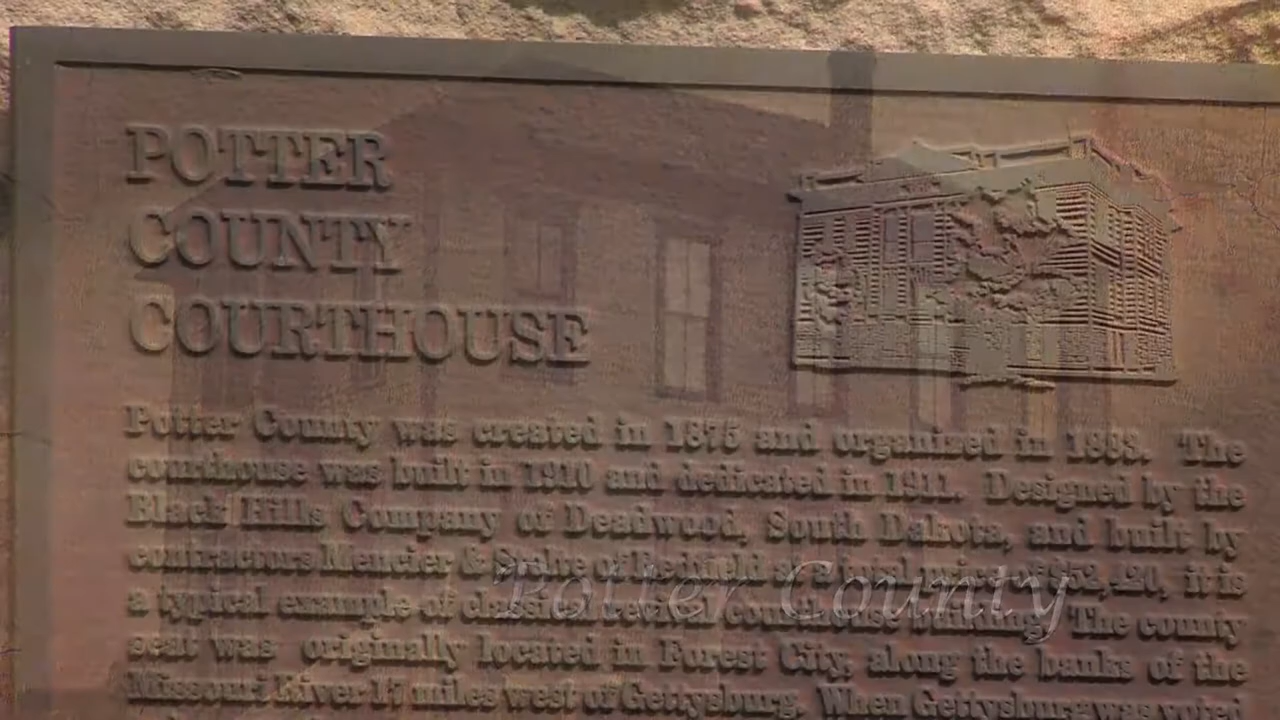 POTTER
COUNTY
COURTHOUSE
Potter County was created in 1875 and organized in 1883. The
courthouse was built in 1910 and dedicated in 1911. Designed by the
Black Hills Company of Deadwood, South Dakota, and built by
contractors Mencier & of Redfield at a total price of $52,420, it is
a typical example of classical revival courthouse building. The county
seat was originally located in Forest City, along the banks of the
Missouri River 17 miles west of Gettysburg. When Gettysburg was voted
Potter County